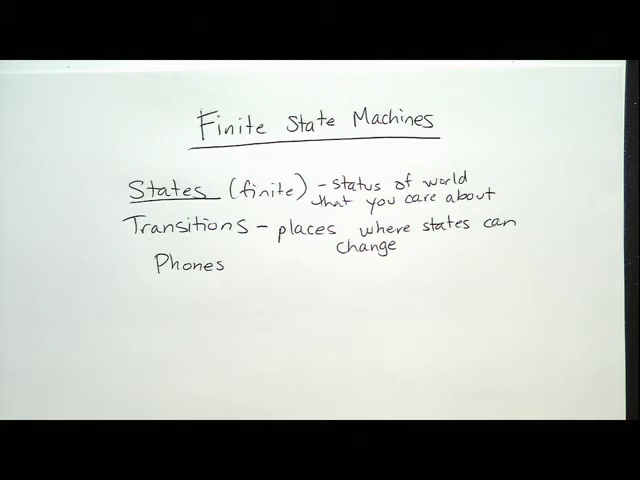 Finite State Machines
States (finite) - status of world
that you care about
Transitions - places where states can
change
Phones